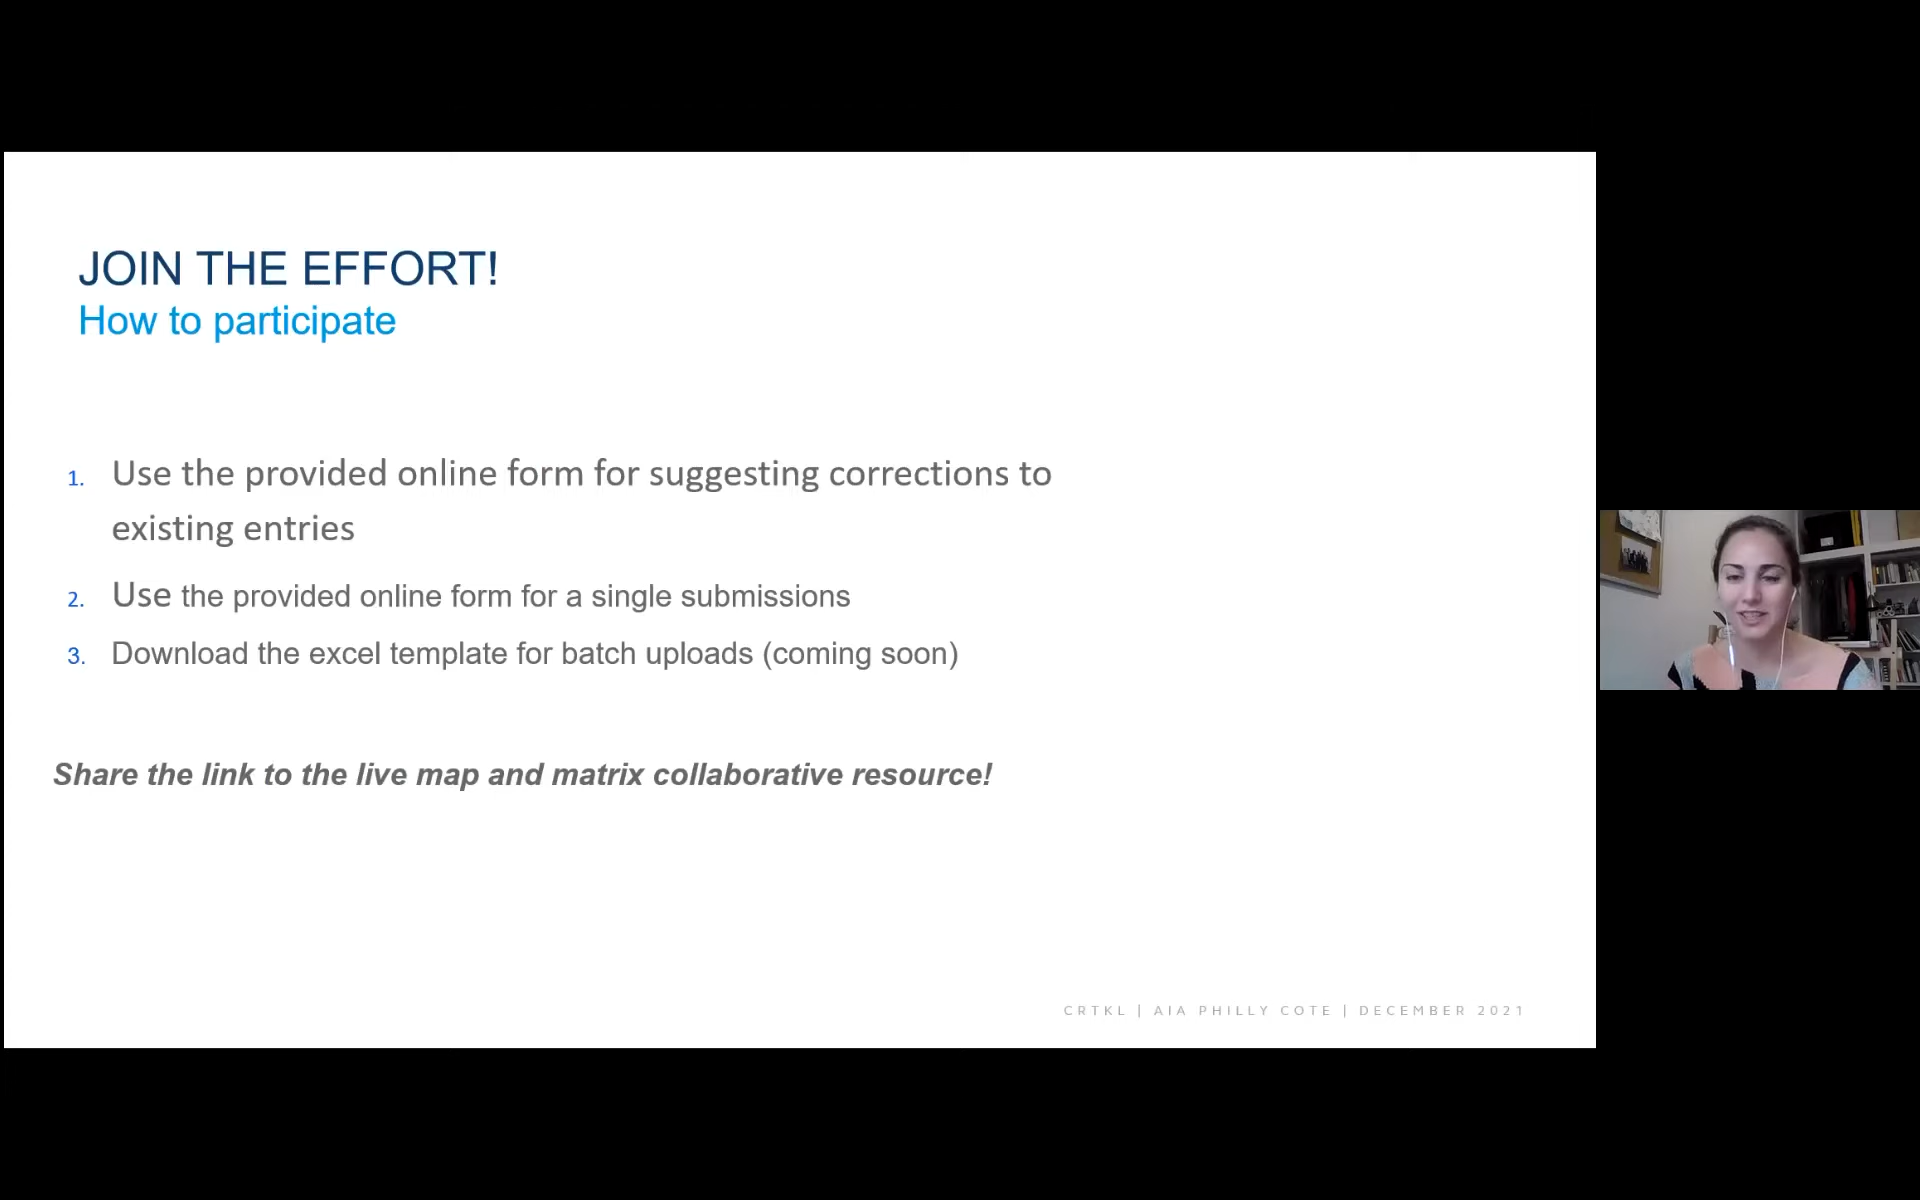 JOIN THE EFFORT!
How to participate
1. Use the provided online form for suggesting corrections to
existing entries
2. Use the provided online form for a single submissions
3. Download the excel template for batch uploads (coming soon)
Share the link to the live map and matrix collaborative resource!
CRTKL | AIA PHILLY COTE | DECEMBER 2021